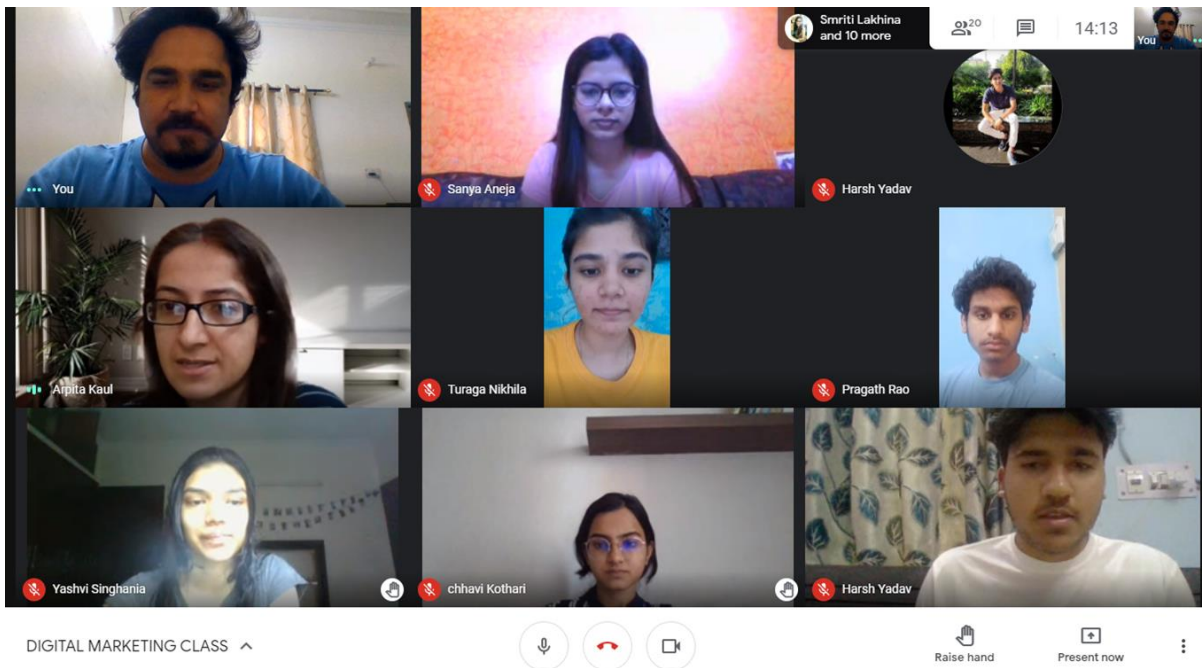 Smriti Lakhina
and 10 more
20
14:13
You
You
Sanya Aneja
Harsh Yadav
Arpita Kaul
Turaga Nikhila
Pragath Rao
Yashvi Singhania
chhavi Kothari
Harsh Yadav
DIGITAL MARKETING CLASS
Raise hand
Present now